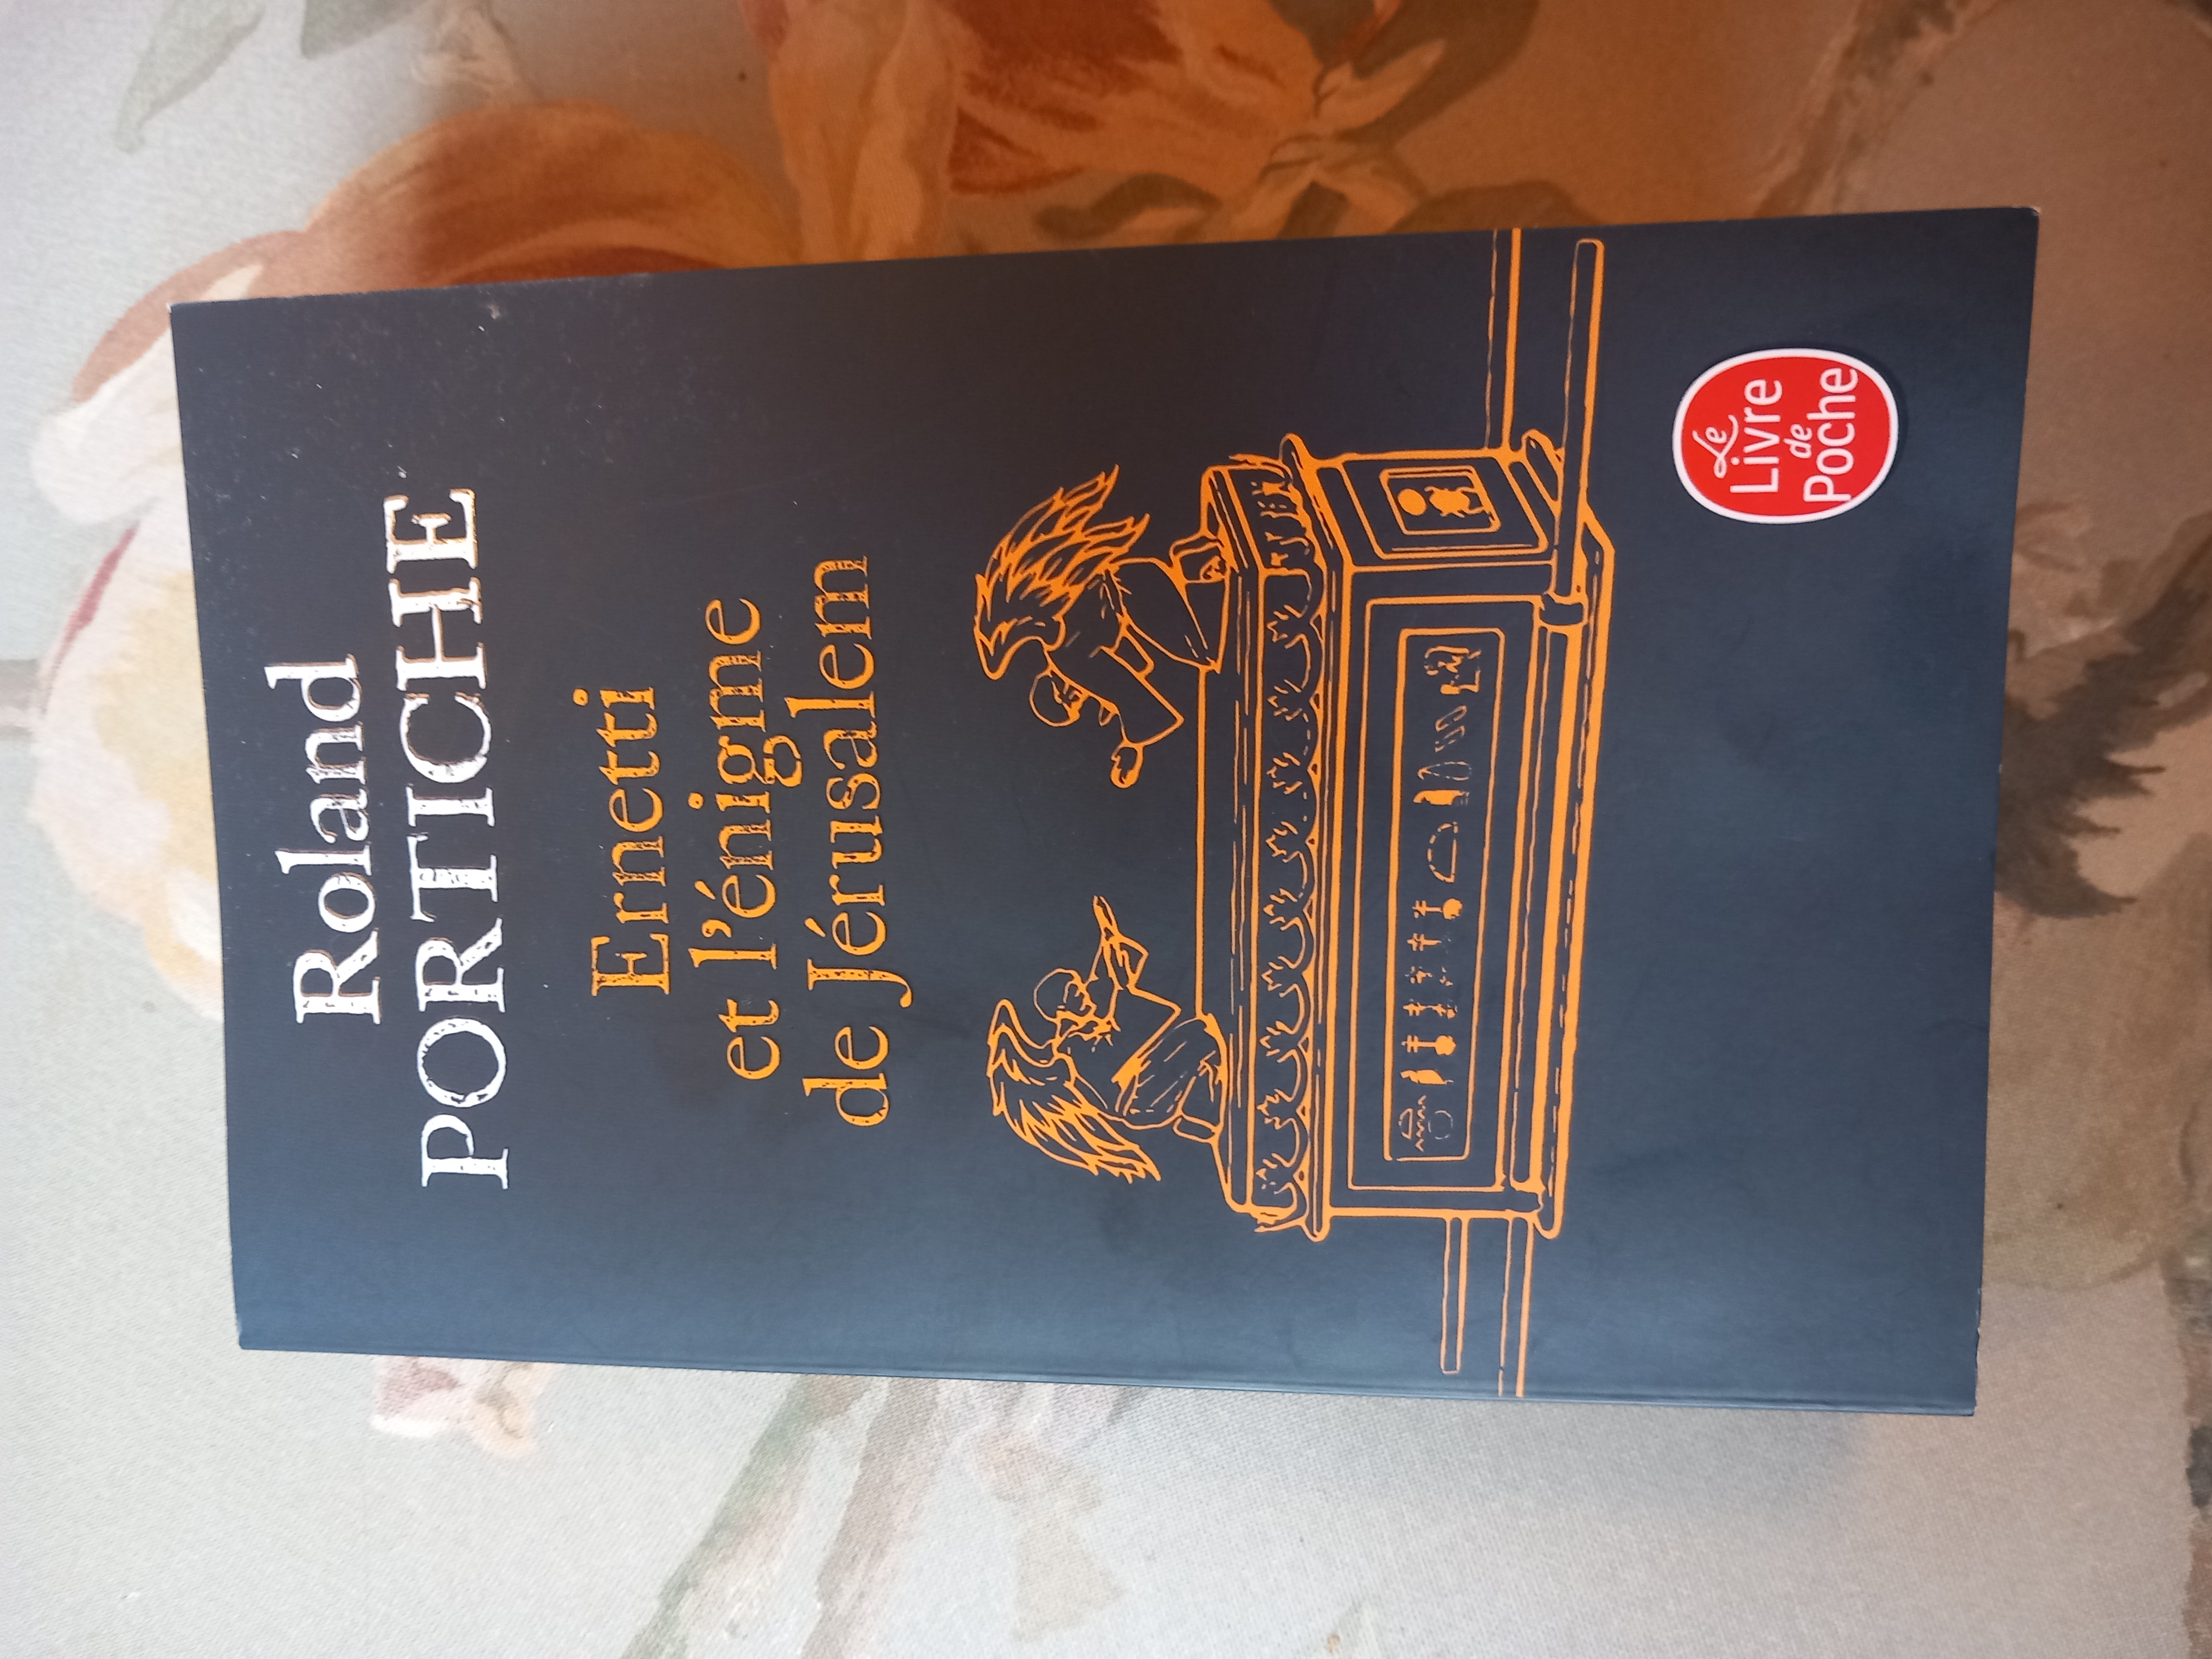 Roland
PORTICHE
Ernetti
et l'énigme
de Jérusalem
Le
Livre
de
Poche